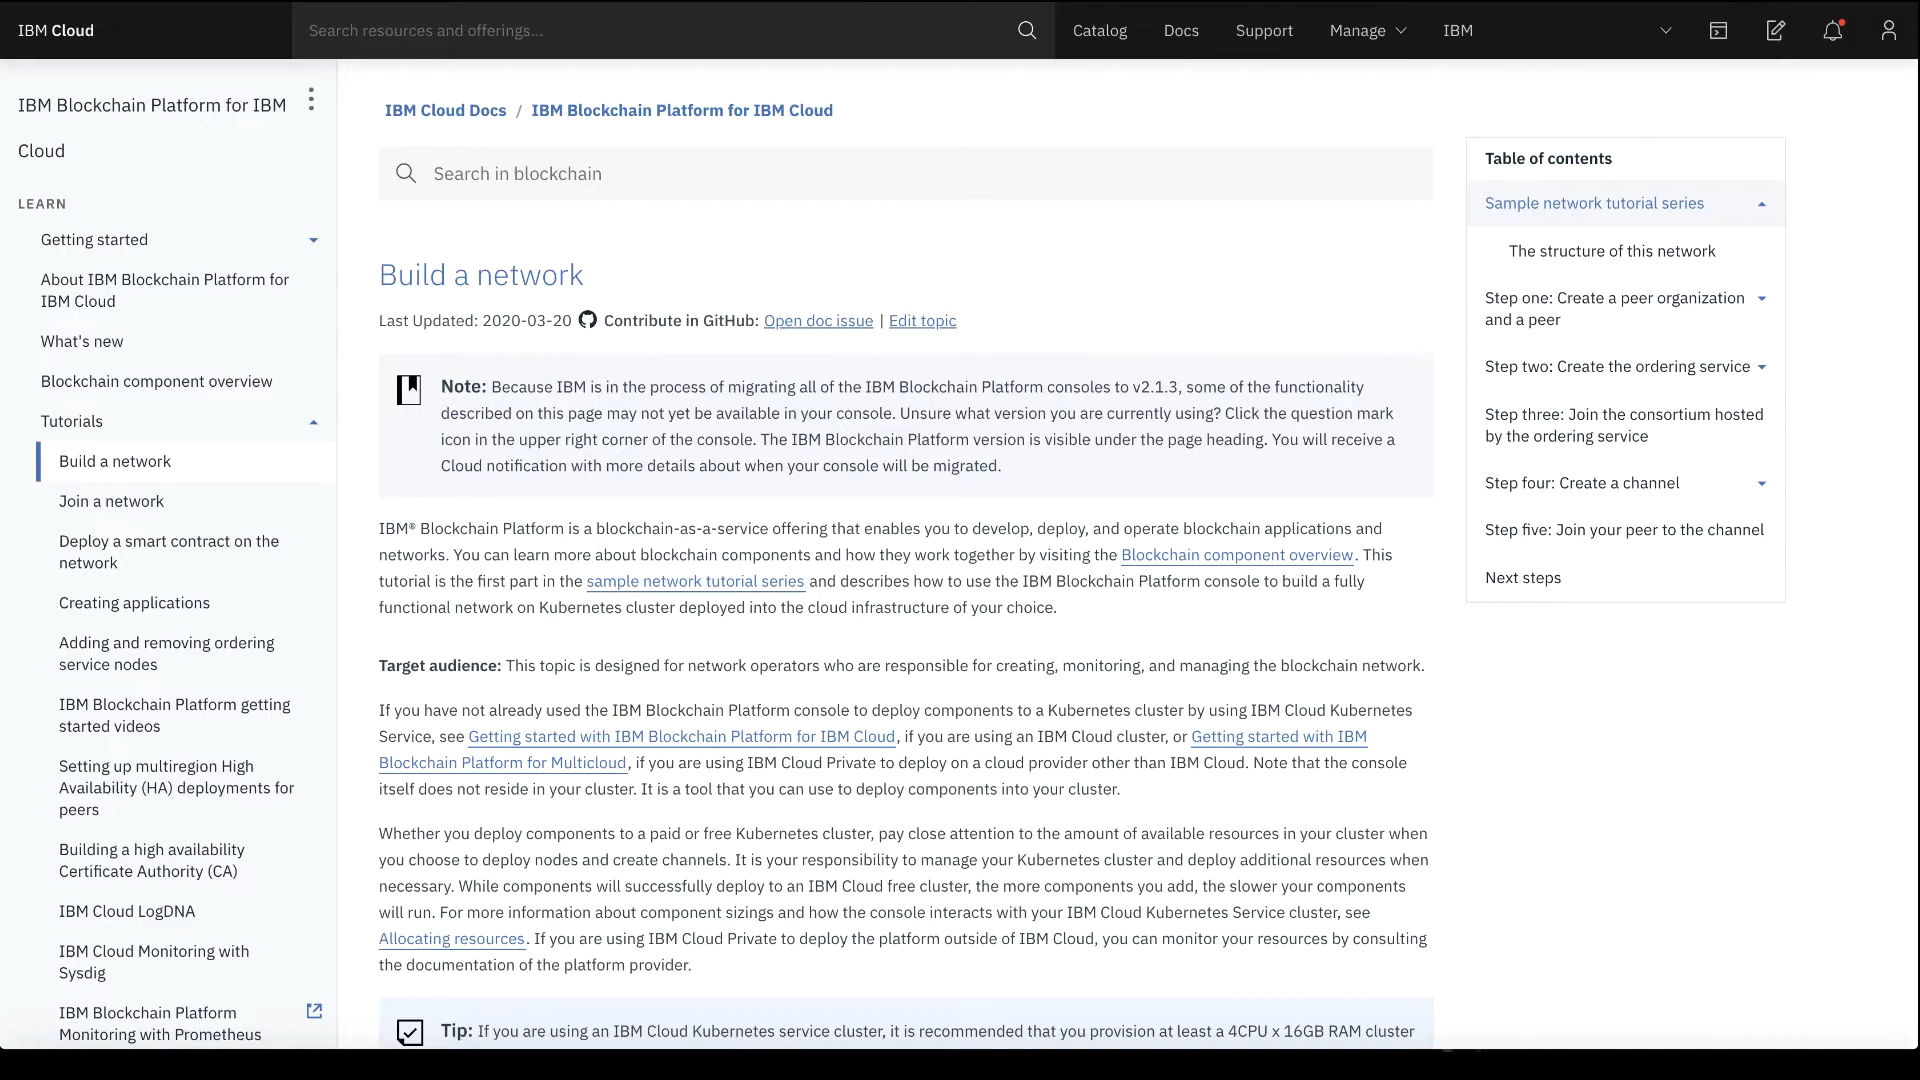 IBM Cloud
Search resources and offerings...
Catalog
Docs
Support
Manage
IBM
IBM Blockchain Platform for IBM
Cloud
LEARN
Getting started
About IBM Blockchain Platform for
IBM Cloud
What's new
Blockchain component overview
Tutorials
Build a network
Join a network
Deploy a smart contract on the
network
Creating applications
Adding and removing ordering
service nodes
IBM Blockchain Platform getting
started videos
Setting up multiregion High
Availability (HA) deployments for
peers
Building a high availability
Certificate Authority (CA)
IBM Cloud LogDNA
IBM Cloud Monitoring with
Sysdig
IBM Blockchain Platform
Monitoring with Prometheus
IBM Cloud Docs / IBM Blockchain Platform for IBM Cloud
Search in blockchain
Build a network
Last Updated: 2020-03-20 Contribute in GitHub: Open doc issue | Edit topic
Note: Because IBM is in the process of migrating all of the IBM Blockchain Platform consoles to v2.1.3, some of the functionality
described on this page may not yet be available in your console. Unsure what version you are currently using? Click the question mark
icon in the upper right corner of the console. The IBM Blockchain Platform version is visible under the page heading. You will receive a
Cloud notification with more details about when your console will be migrated.
IBM® Blockchain Platform is a blockchain-as-a-service offering that enables you to develop, deploy, and operate blockchain applications and
networks. You can learn more about blockchain components and how they work together by visiting the Blockchain component overview. This
tutorial is the first part in the sample network tutorial series and describes how to use the IBM Blockchain Platform console to build a fully
functional network on Kubernetes cluster deployed into the cloud infrastructure of your choice.
Target audience: This topic is designed for network operators who are responsible for creating, monitoring, and managing the blockchain network.
If you have not already used the IBM Blockchain Platform console to deploy components to a Kubernetes cluster by using IBM Cloud Kubernetes
Service, see Getting started with IBM Blockchain Platform for IBM Cloud, if you are using an IBM Cloud cluster, or Getting started with IBM
Blockchain Platform for Multicloud, if you are using IBM Cloud Private to deploy on a cloud provider other than IBM Cloud. Note that the console
itself does not reside in your cluster. It is a tool that you can use to deploy components into your cluster.
Whether you deploy components to a paid or free Kubernetes cluster, pay close attention to the amount of available resources in your cluster when
you choose to deploy nodes and create channels. It is your responsibility to manage your Kubernetes cluster and deploy additional resources when
necessary. While components will successfully deploy to an IBM Cloud free cluster, the more components you add, the slower your components
will run. For more information about component sizings and how the console interacts with your IBM Cloud Kubernetes Service cluster, see
Allocating resources. If you are using IBM Cloud Private to deploy the platform outside of IBM Cloud, you can monitor your resources by consulting
the documentation of the platform provider.
Tip: If you are using an IBM Cloud Kubernetes service cluster, it is recommended that you provision at least a 4CPU x 16GB RAM cluster
Table of contents
Sample network tutorial series
The structure of this network
Step one: Create a peer organization
and a peer
Step two: Create the ordering service
Step three: Join the consortium hosted
by the ordering service
Step four: Create a channel
Step five: Join your peer to the channel
Next steps